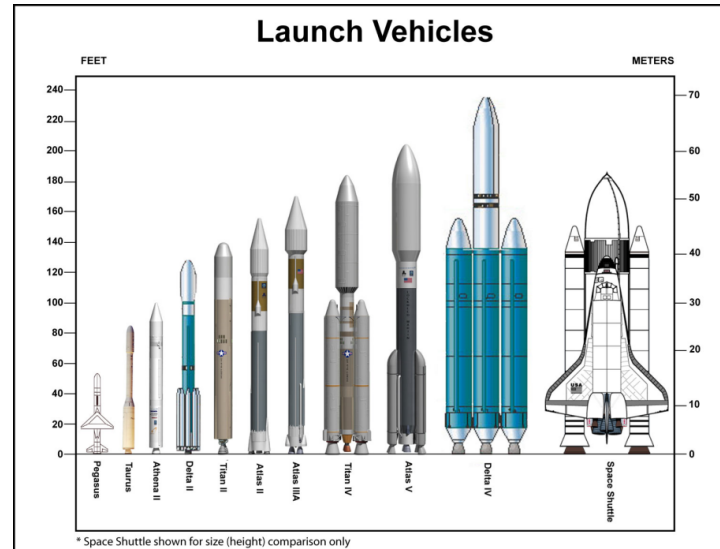 Launch Vehicles
FEET
METERS
240
220
200
180
160
140
120
100
80
60
40
20
0
70
60
50
40
30
20
10
0
USA
Pegasus
Taurus
Athena II
Delta II
Titan II
Atlas II
Atlas IIIA
Titan IV
Atlas V
Delta IV
Space Shuttle
* Space Shuttle shown for size (height) comparison only